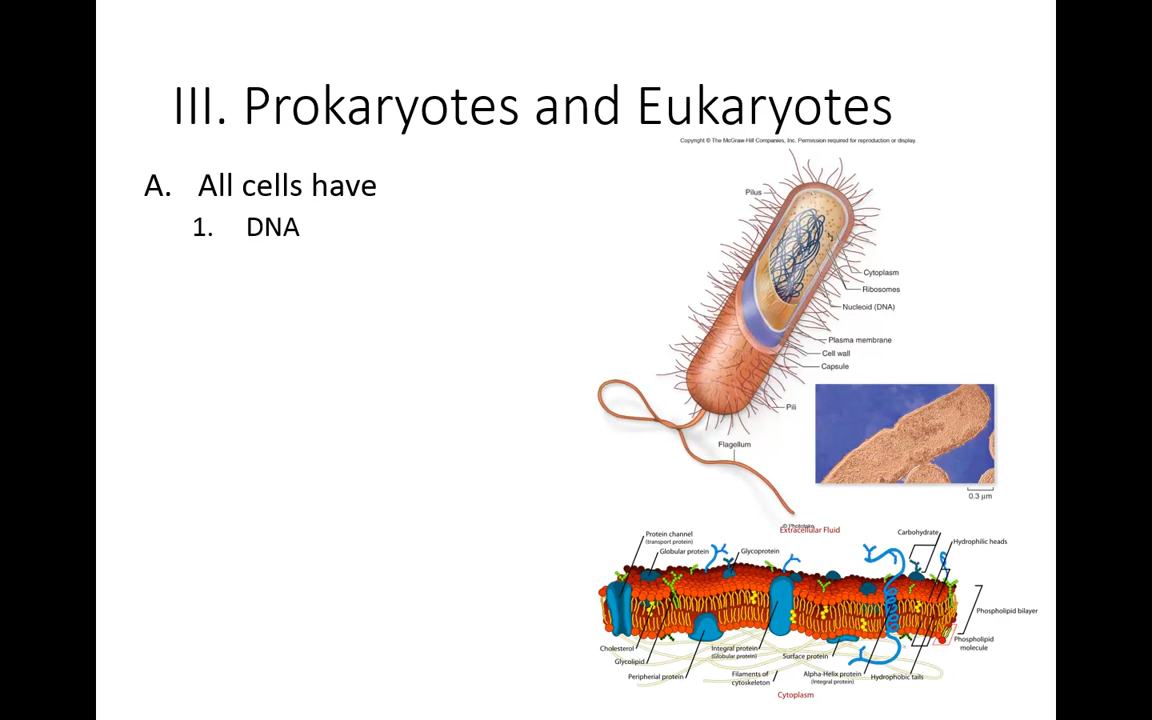 III. Prokaryotes and Eukaryotes
Copyright © The McGraw-Hill Companies, Inc. Permission required for reproduction or display.
A. All cells have
1. DNA
Pilus
Cytoplasm
Ribosomes
Nucleoid (DNA)
Plasma membrane
Cell wall
Capsule
Pili
Flagellum
0.3 µm
© Phototake
Extracellular Fluid
Protein channel
(transport protein)
Globular protein
Glycoprotein
Carbohydrate
Hydrophilic heads
Phospholipid bilayer
Phospholipid
molecule
Cholesterol
Glycolipid
Peripherial protein
Integral protein
(Globular protein)
Filaments of
cytoskeleton
Surface protein
Alpha-Helix protein
(Integral protein)
Hydrophobic tails
Cytoplasm